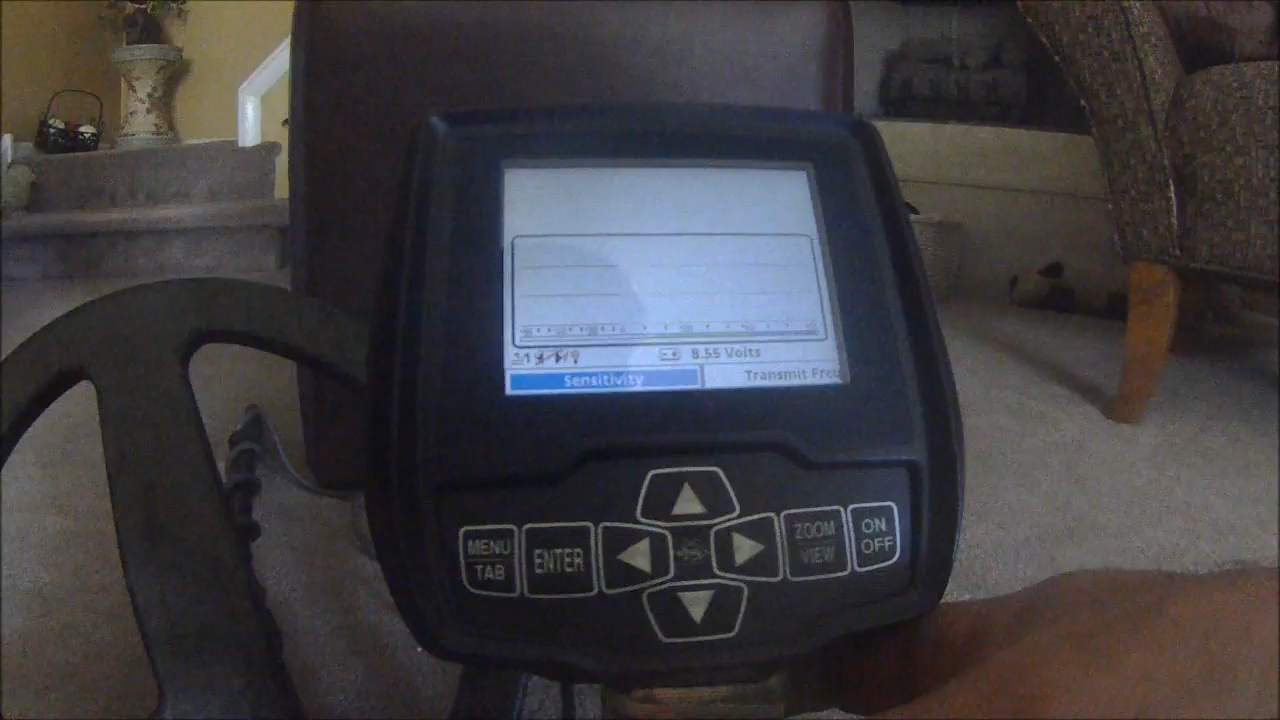 8.55 Volts
Sensitivity
Transmit Freq
MENU
TAB
ENTER
ZOOM
VIEW
ON
OFF